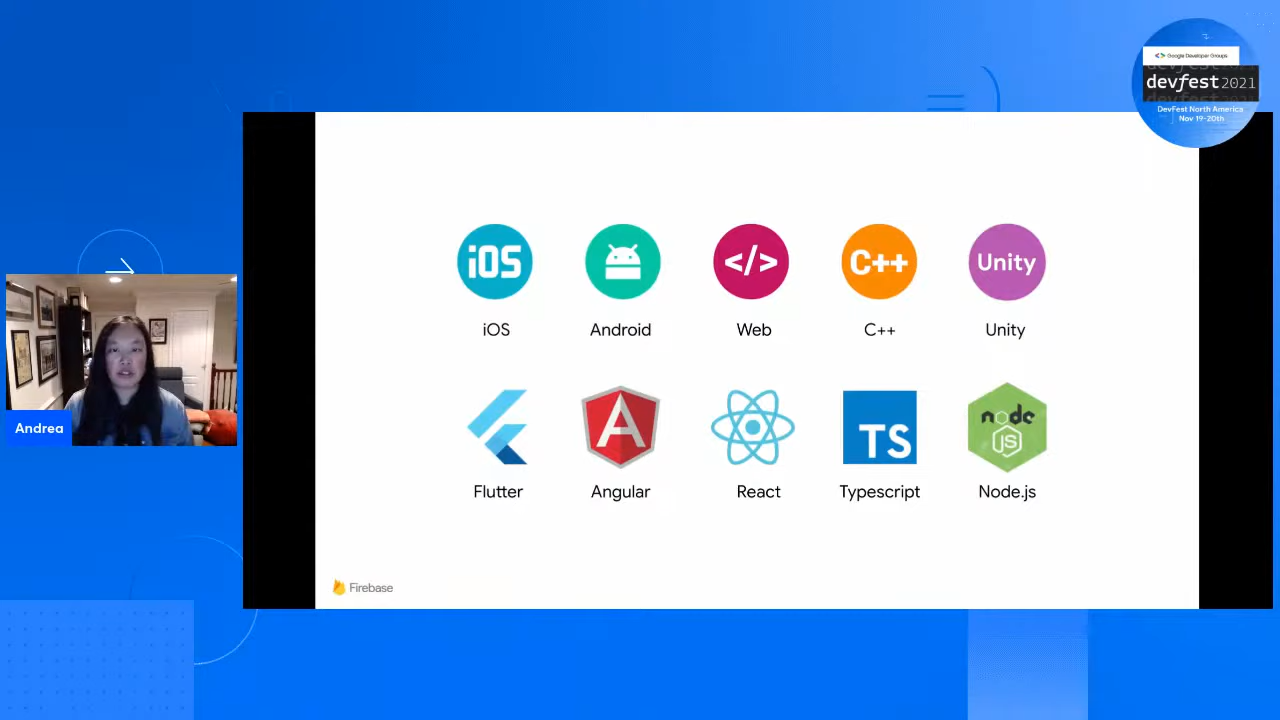 Google Developer Groups
devfest 2021
DevFest North America
Nov 19-20th
iOS
C++
Unity
iOS Android Web C++ Unity
TS
node
JS
Flutter Angular React Typescript Node.js
Andrea
Firebase